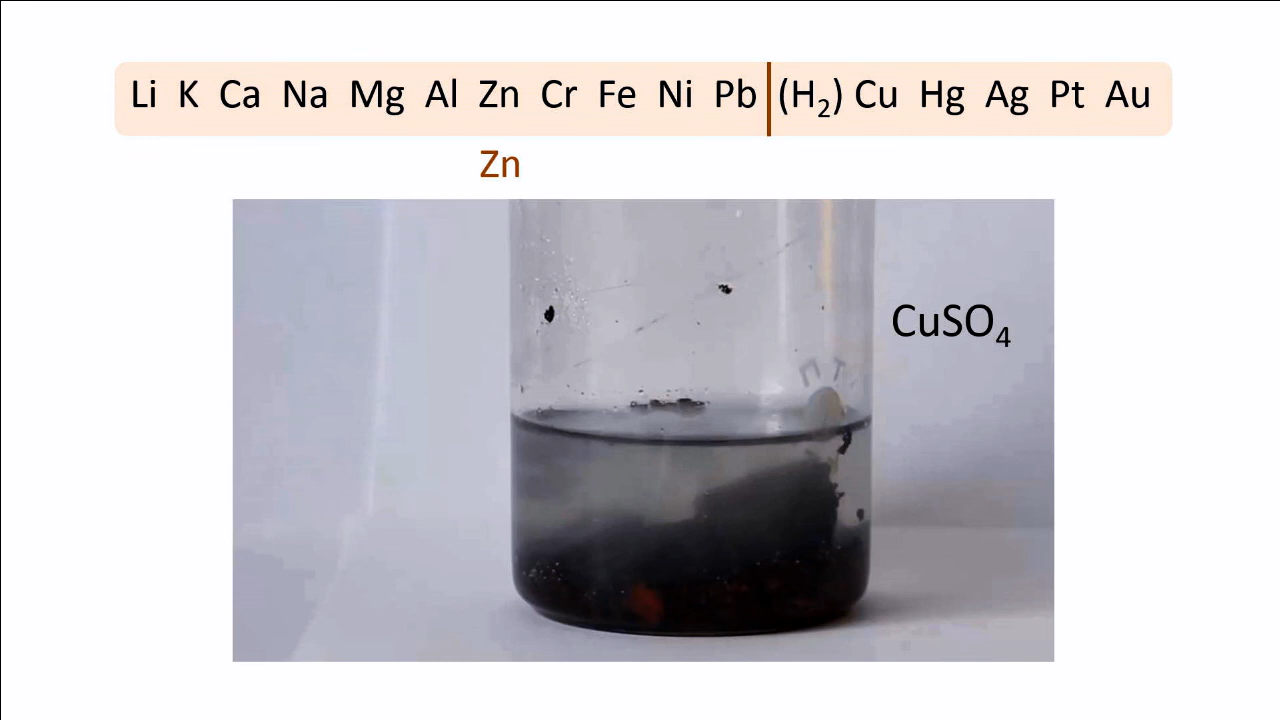 Li K Ca Na Mg Al Zn Cr Fe Ni Pb (H₂) Cu Hg Ag Pt Au
Zn
CuSO₄